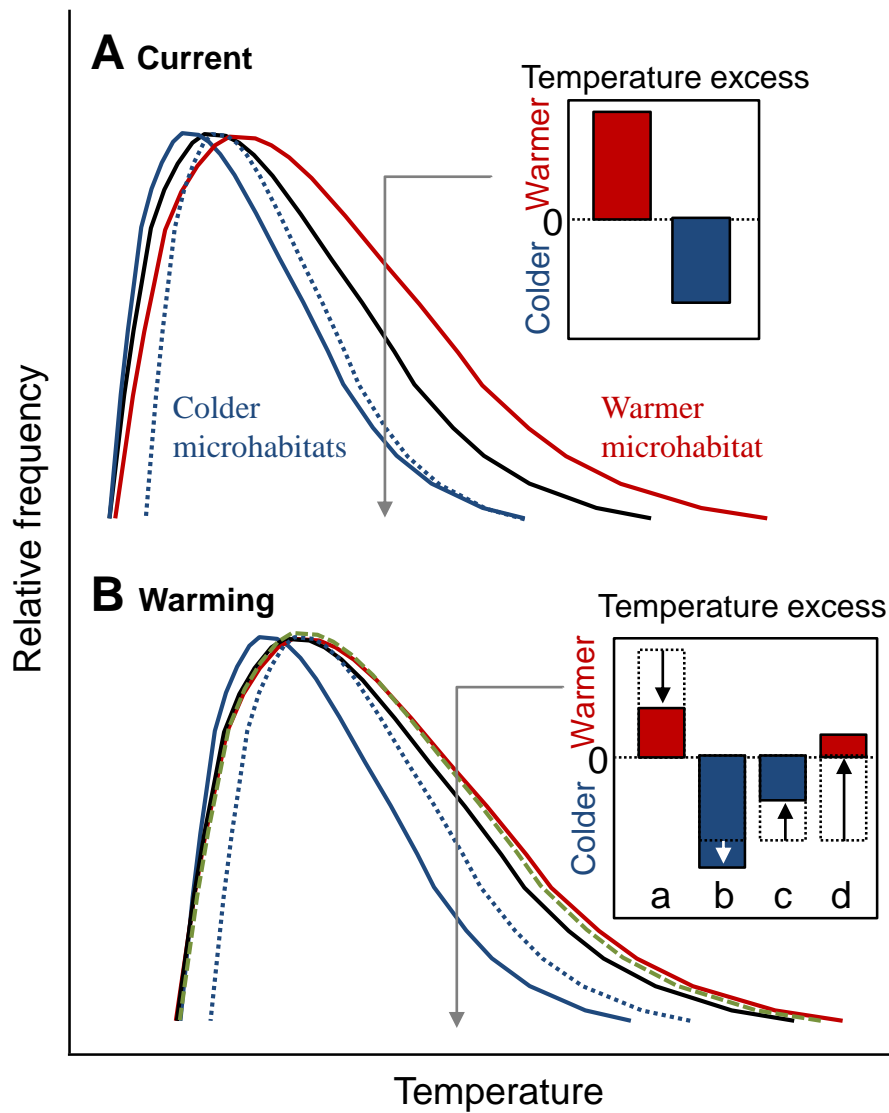 A Current
Temperature excess
Warmer
0
Colder
Colder
microhabitats
Warmer
microhabitat
Relative frequency
B Warming
Temperature excess
Warmer
0
Colder
a b c d
Temperature